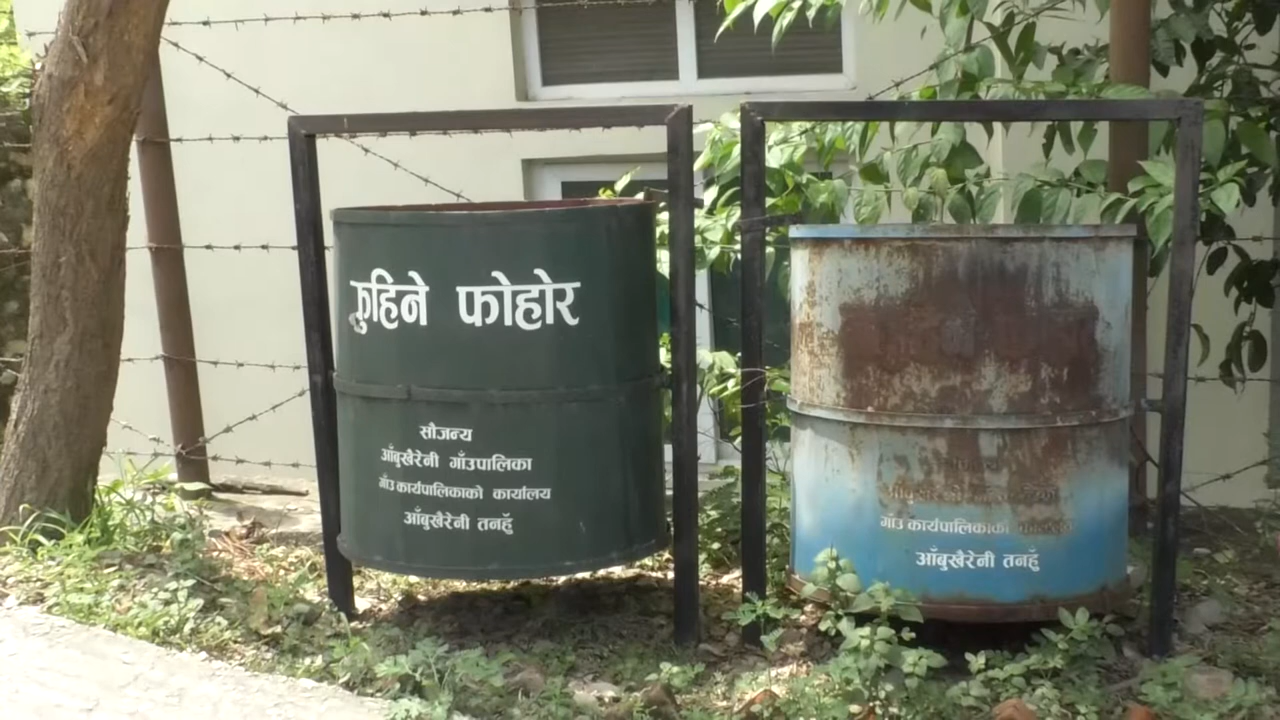 कुहिने फोहोर
सौजन्य
आँबुखैरेनी गाँउपालिका
गाँउ कार्यपालिकाको कार्यालय
आँबुखैरेनी तनहुँ
गाँउ कार्यपालिकाको
आँबुखैरेनी तनहुँ